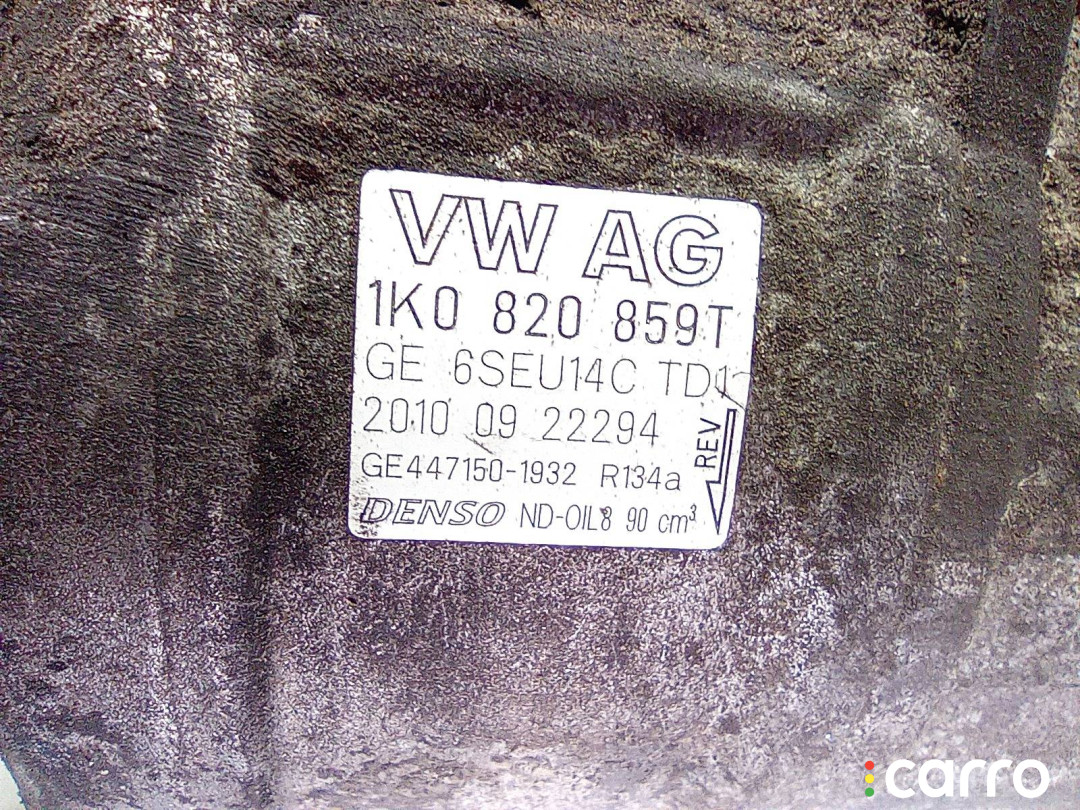 VW AG
1K0 820 859T
GE 6SEU14C TD1
2010 09 22294
GE447150-1932 R134a
DENSO ND-OIL8 90 cm³
REV
carro